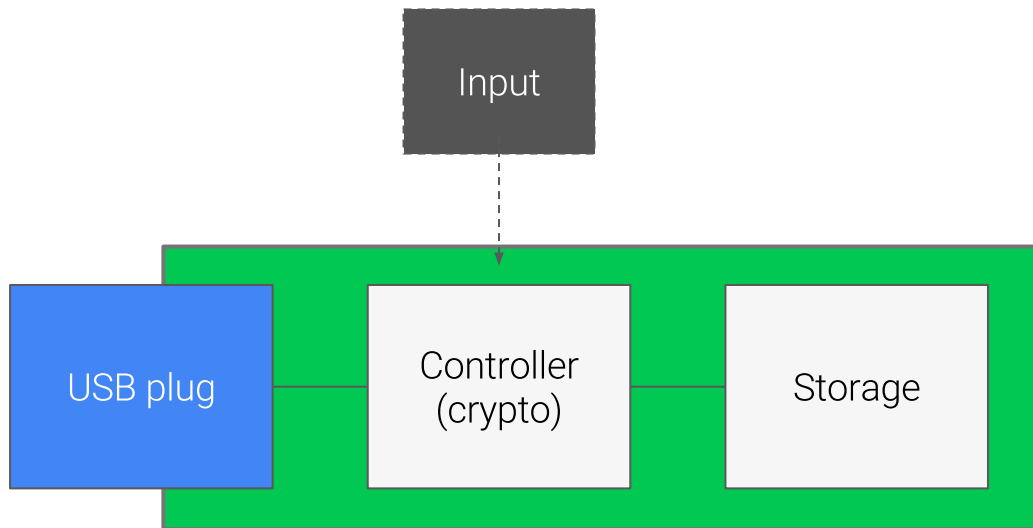 Input
USB plug
Controller
(crypto)
Storage